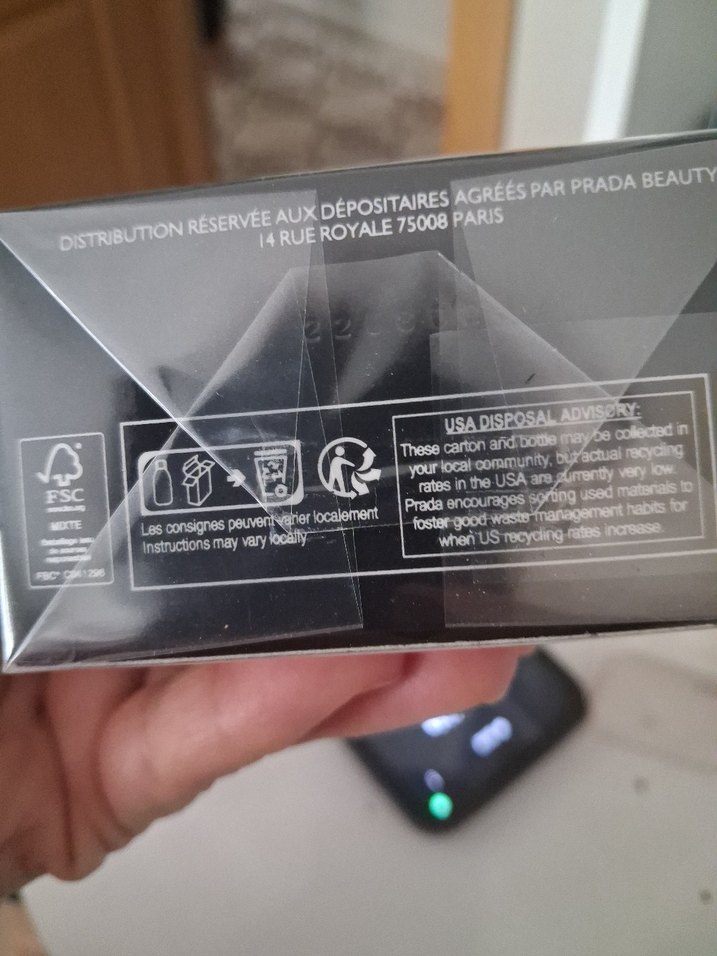 DISTRIBUTION RÉSERVÉE AUX DÉPOSITAIRES AGRÉÉS PAR PRADA BEAUTY
14 RUE ROYALE 75008 PARIS
FSC
MIXTE
Les consignes peuvent varier localement
Instructions may vary locally
USA DISPOSAL ADVISORY:
These carton and bottle may be collected in
your local community, but actual recycling
rates in the USA are currently very low.
Prada encourages sorting used materials to
foster good waste management habits for
when US recycling rates increase.